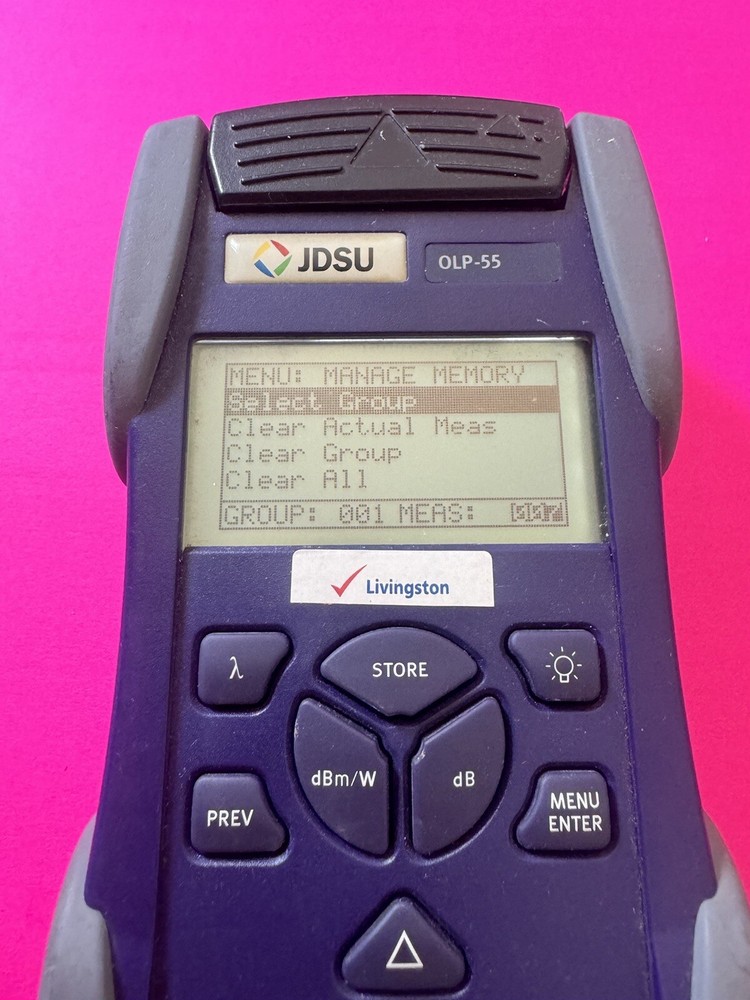 JDSU
OLP-55
MENU: MANAGE MEMORY
Select Group
Clear Actual Meas
Clear Group
Clear All
GROUP: 001 MEAS: 007
Livingston
λ
STORE
dBm/W
dB
PREV
MENU
ENTER